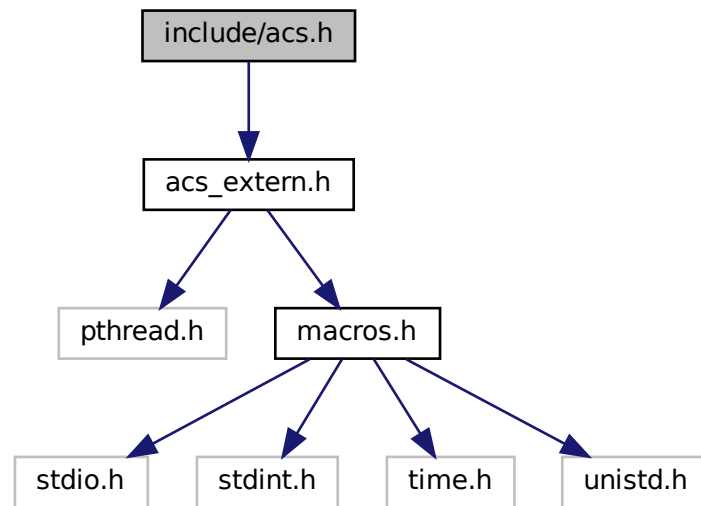 include/acs.h
acs_extern.h
pthread.h
macros.h
stdio.h
stdint.h
time.h
unistd.h